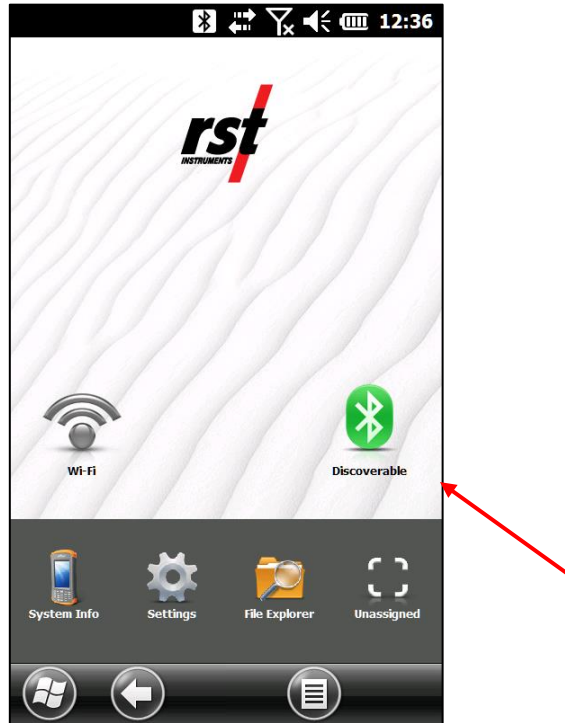 12:36
rst
INSTRUMENTS
Wi-Fi
Discoverable
System Info
Settings
File Explorer
Unassigned